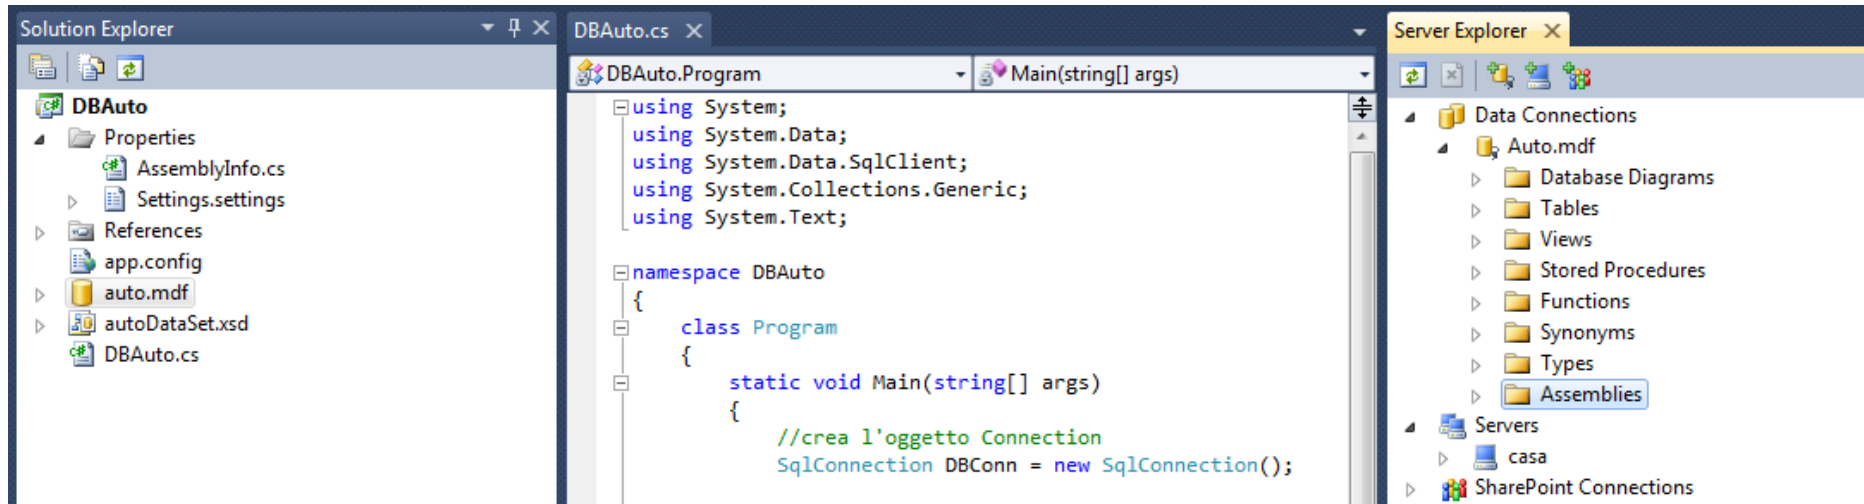 Solution Explorer
DBAuto
Properties
AssemblyInfo.cs
Settings.settings
References
app.config
auto.mdf
autoDataSet.xsd
DBAuto.cs
DBAuto.cs
DBAuto.Program
Main(string[] args)
using System;
using System.Data;
using System.Data.SqlClient;
using System.Collections.Generic;
using System.Text;
namespace DBAuto
{
class Program
{
static void Main(string[] args)
{
//crea l'oggetto Connection
SqlConnection DBConn = new SqlConnection();
Server Explorer
Data Connections
Auto.mdf
Database Diagrams
Tables
Views
Stored Procedures
Functions
Synonyms
Types
Assemblies
Servers
casa
SharePoint Connections